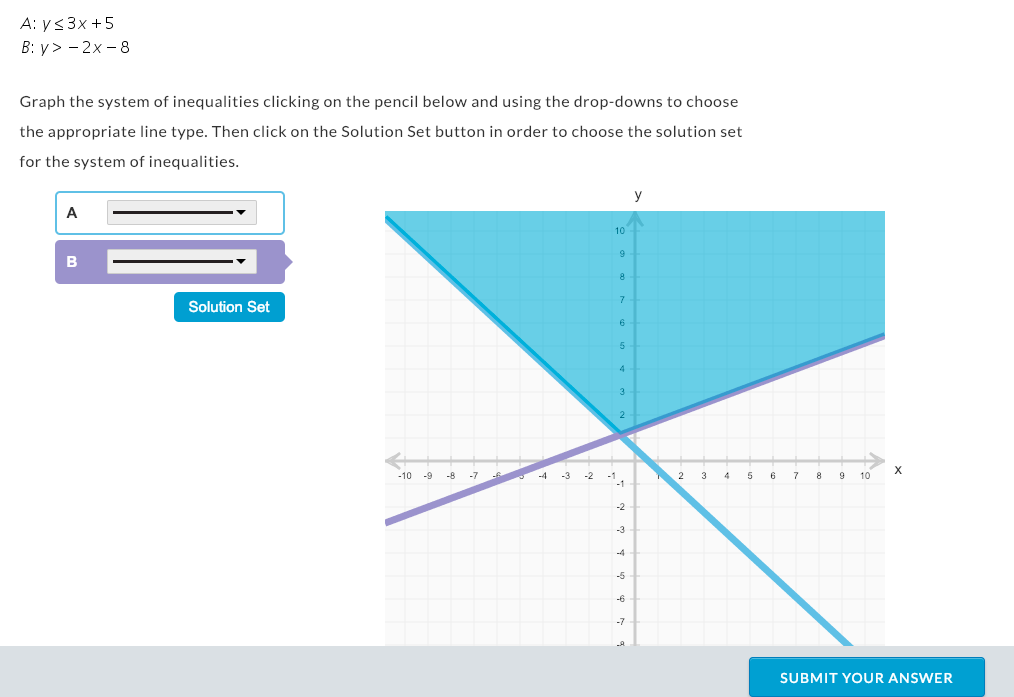 A: y ≤ 3x + 5
B: y > − 2x − 8
Graph the system of inequalities clicking on the pencil below and using the drop-downs to choose
the appropriate line type. Then click on the Solution Set button in order to choose the solution set
for the system of inequalities.
A
B
Solution Set
y
10
9
8
7
6
5
4
3
2
-10 -9 -8 -7 -6 -5 -4 -3 -2 -1 1 2 3 4 5 6 7 8 9 10
x
-1
-2
-3
-4
-5
-6
-7
-8
SUBMIT YOUR ANSWER